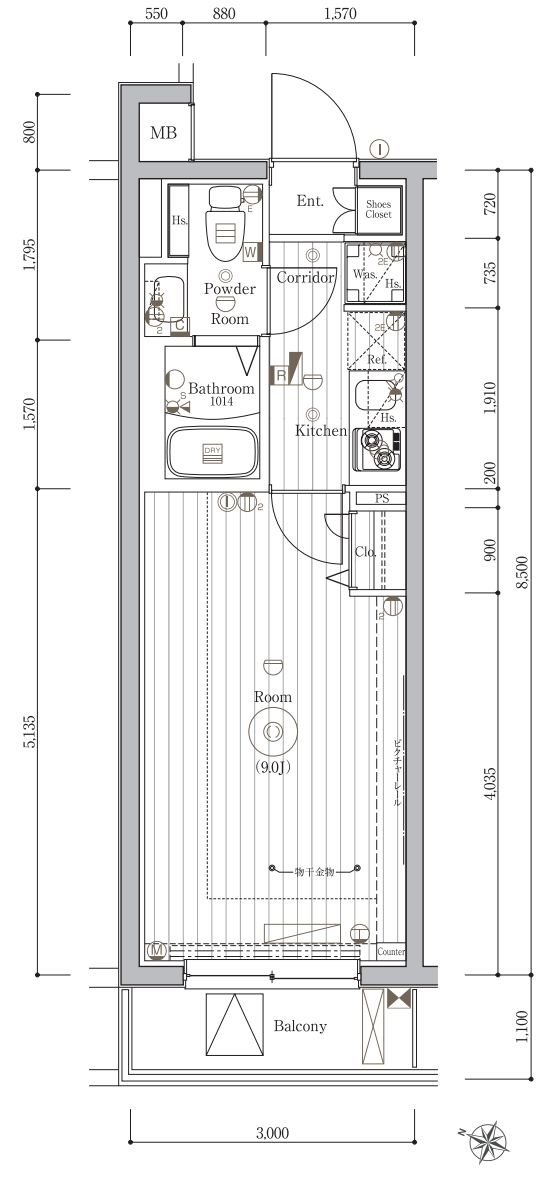 550 880 1,570
800
MB
I
Hs.
E
Ent.
Shoes
Closet
720
W
1,795
Corridor
Was.
2E
Hs.
735
Powder
Room
2
C
2E
Ref.
R
Bathroom
1014
S
1,570
Hs.
1,910
Kitchen
DRY
200
PS
I
2
Clo.
900
8,500
2
Room
(9.0J)
5,135
ピクチャーレール
4,035
物干金物
M
T
Counter
Balcony
1,100
3,000
N